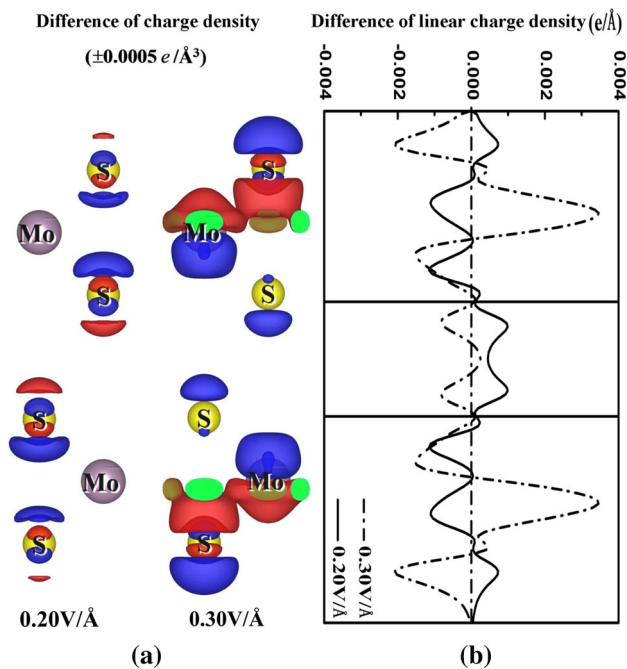 Difference of charge density
(±0.0005 e/Å³)
S
Mo
S
S
Mo
S
S
Mo
S
S
Mo
S
0.20V/Å
0.30V/Å
(a)
Difference of linear charge density(e/Å)
-0.004
-0.002
0.000
0.002
0.004
0.20V/Å
0.30V/Å
(b)